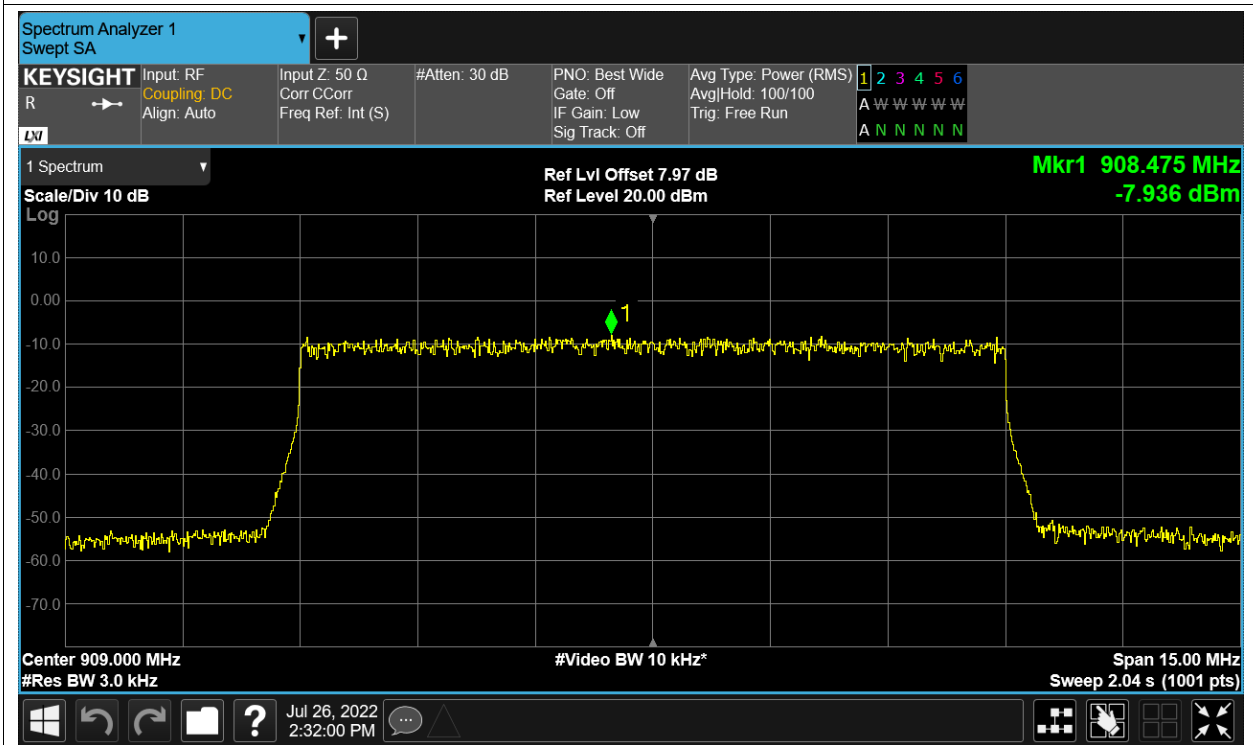 Spectrum Analyzer 1
Swept SA
+
KEYSIGHT
R
LXI
Input: RF
Coupling: DC
Align: Auto
Input Z: 50 Ω
Corr CCorr
Freq Ref: Int (S)
#Atten: 30 dB
PNO: Best Wide
Gate: Off
IF Gain: Low
Sig Track: Off
Avg Type: Power (RMS)
Avg|Hold: 100/100
Trig: Free Run
1 2 3 4 5 6
A W W W W W
A N N N N N
1 Spectrum
Scale/Div 10 dB
Ref Lvl Offset 7.97 dB
Ref Level 20.00 dBm
Mkr1 908.475 MHz
-7.936 dBm
Log
10.0
0.00
1
-10.0
-20.0
-30.0
-40.0
-50.0
-60.0
-70.0
Center 909.000 MHz
#Res BW 3.0 kHz
#Video BW 10 kHz*
Span 15.00 MHz
Sweep 2.04 s (1001 pts)
?
Jul 26, 2022
2:32:00 PM